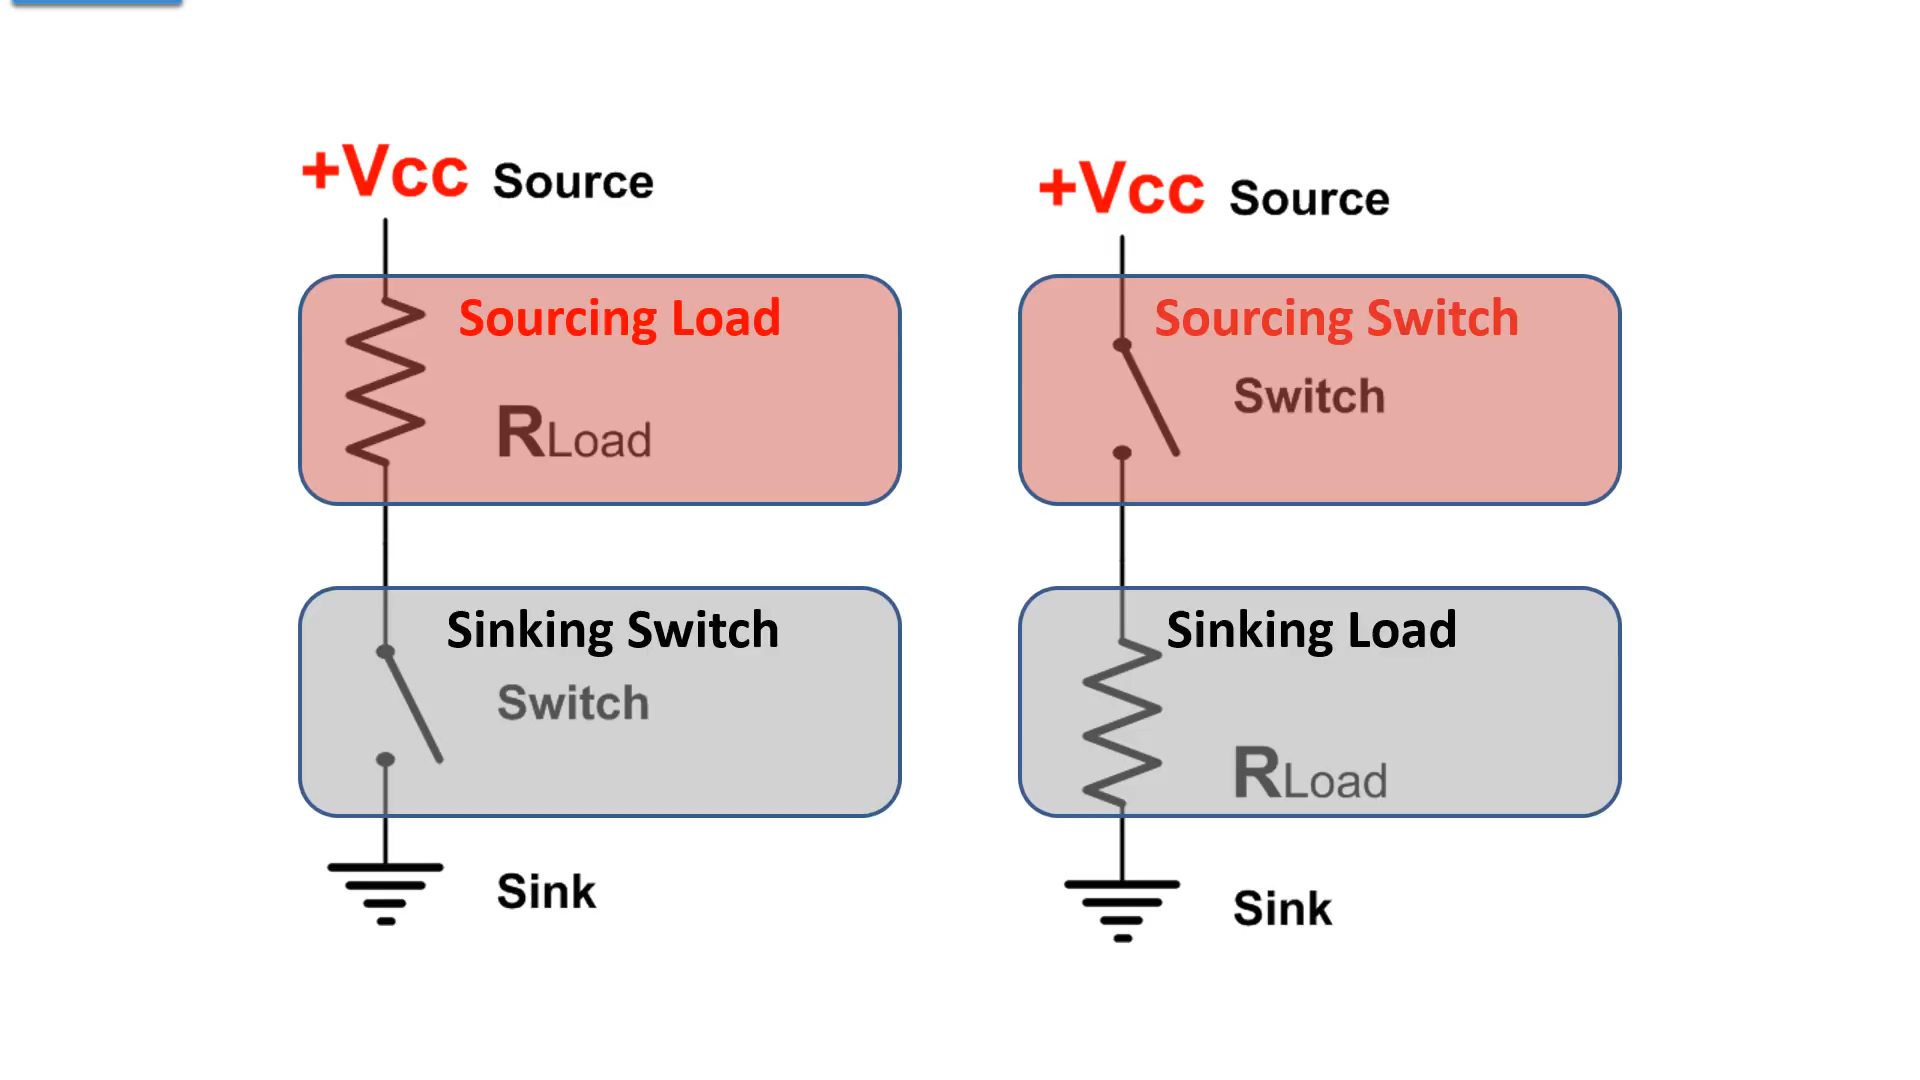 +Vcc Source
Sourcing Load
RLoad
Sinking Switch
Switch
Sink
+Vcc Source
Sourcing Switch
Switch
Sinking Load
RLoad
Sink